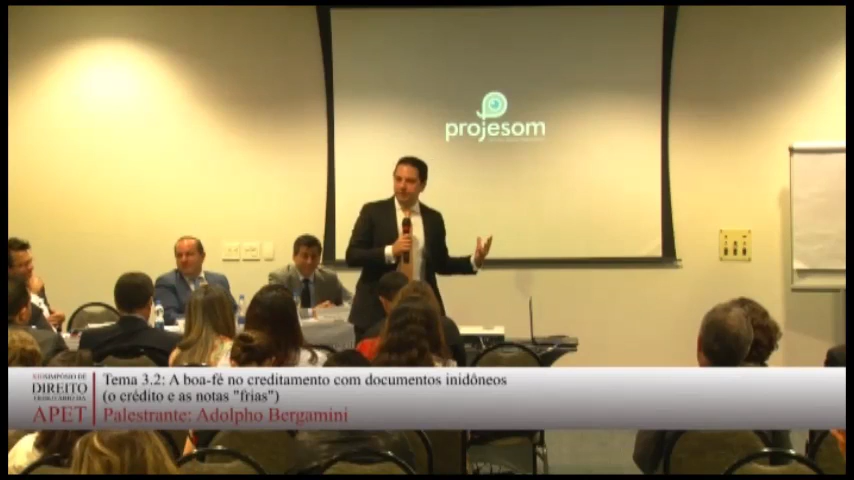 projesom
SIMPÓSIO DE
DIREITO
TRIBUTÁRIO DA
APET
Tema 3.2: A boa-fé no creditamento com documentos inidôneos
(o crédito e as notas "frias")
Palestrante: Adolpho Bergamini